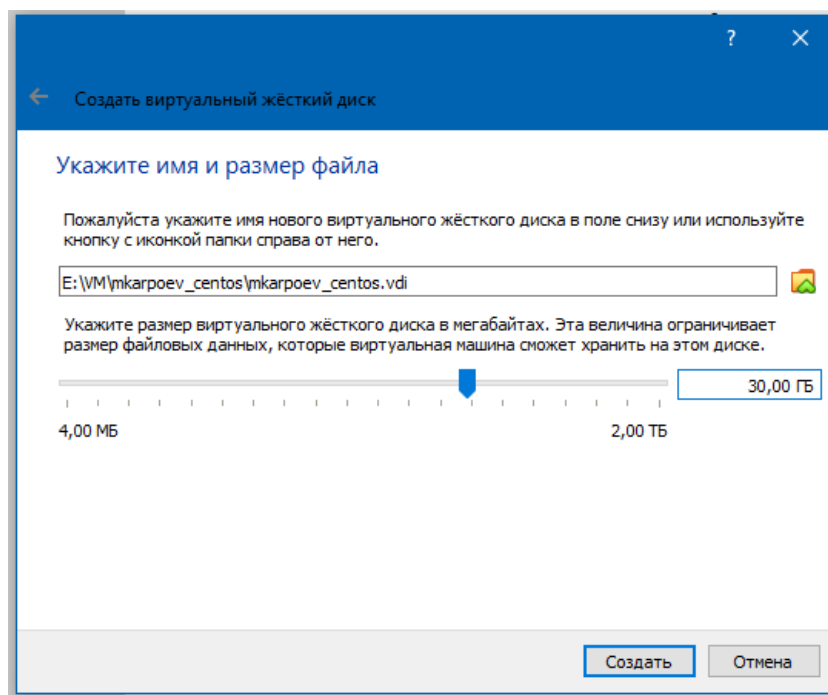 ?
Создать виртуальный жёсткий диск
Укажите имя и размер файла
Пожалуйста укажите имя нового виртуального жёсткого диска в поле снизу или используйте
кнопку с иконкой папки справа от него.
E:\VM\mkarpoev_centos\mkarpoev_centos.vdi
Укажите размер виртуального жёсткого диска в мегабайтах. Эта величина ограничивает
размер файловых данных, которые виртуальная машина сможет хранить на этом диске.
30,00 ГБ
4,00 МБ 2,00 ТБ
Создать Отмена